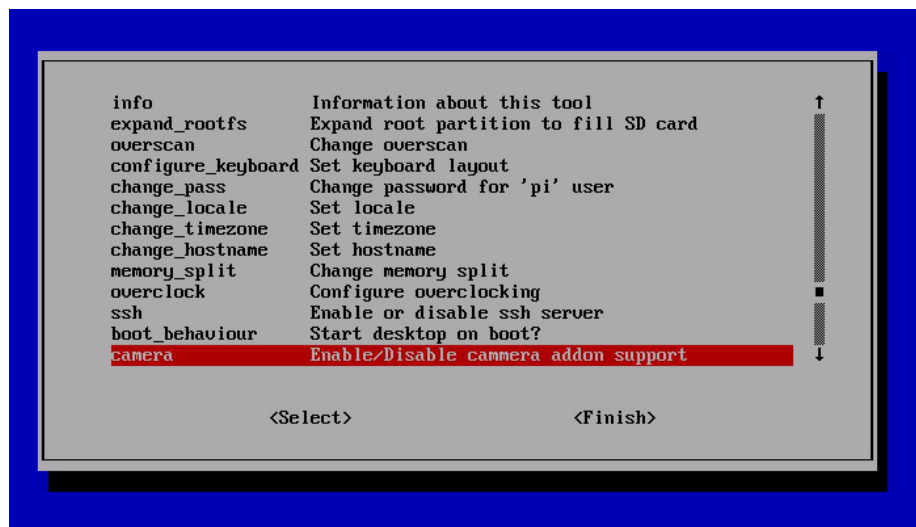 info Information about this tool
expand_rootfs Expand root partition to fill SD card
overscan Change overscan
configure_keyboard Set keyboard layout
change_pass Change password for 'pi' user
change_locale Set locale
change_timezone Set timezone
change_hostname Set hostname
memory_split Change memory split
overclock Configure overclocking
ssh Enable or disable ssh server
boot_behaviour Start desktop on boot?
camera Enable/Disable cammera addon support
<Select> <Finish>